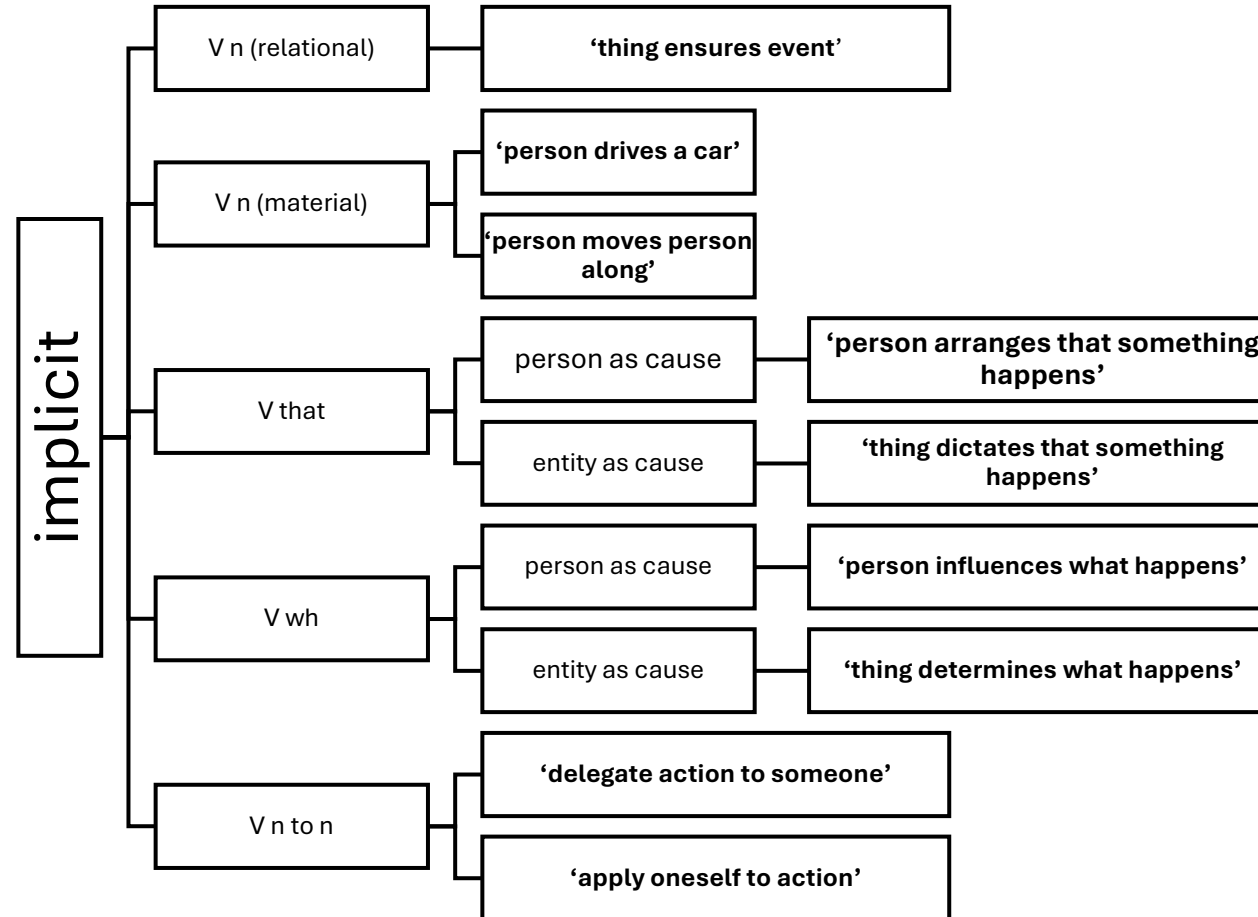 implicit
V n (relational)
‘thing ensures event’
V n (material)
‘person drives a car’
‘person moves person
along’
V that
person as cause
‘person arranges that something
happens’
entity as cause
‘thing dictates that something
happens’
V wh
person as cause
‘person influences what happens’
entity as cause
‘thing determines what happens’
V n to n
‘delegate action to someone’
‘apply oneself to action’